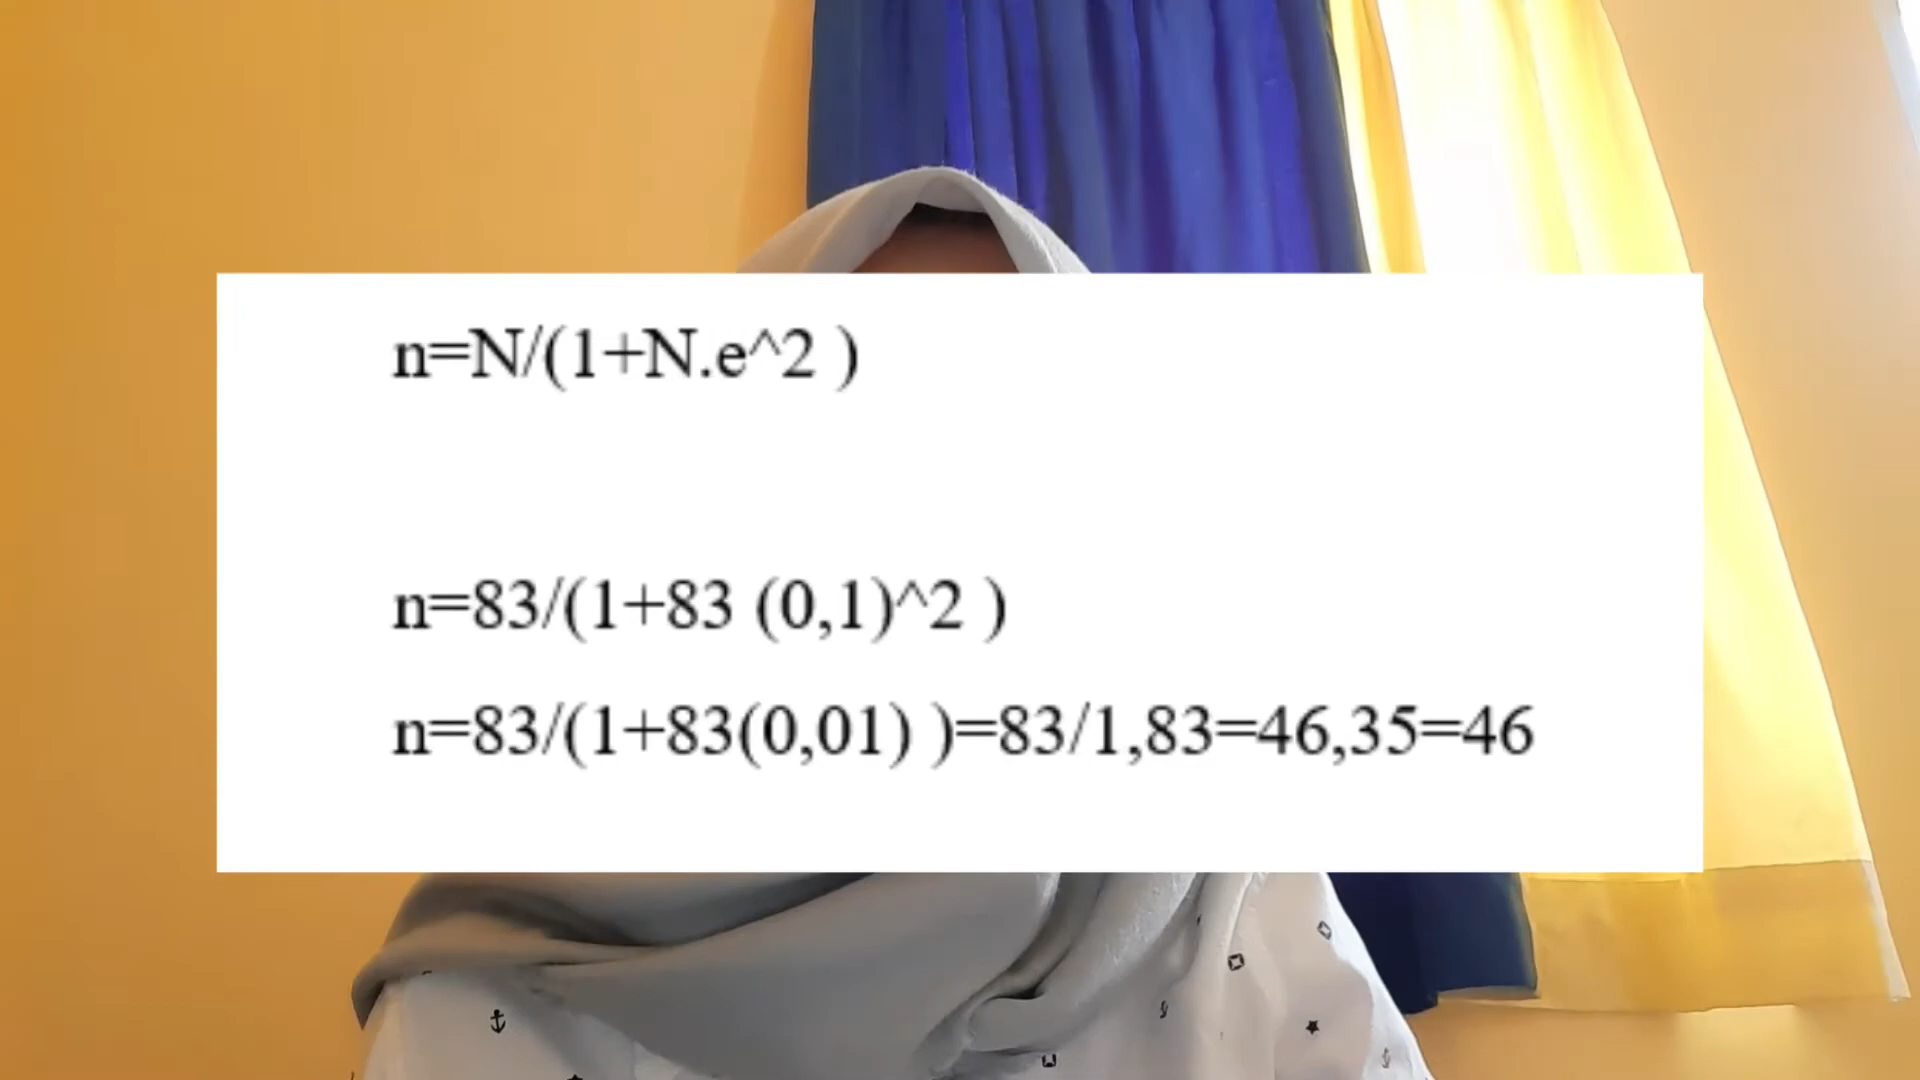 n=N/(1+N.e^2 )
n=83/(1+83 (0,1)^2 )
n=83/(1+83(0,01) )=83/1,83=46,35=46